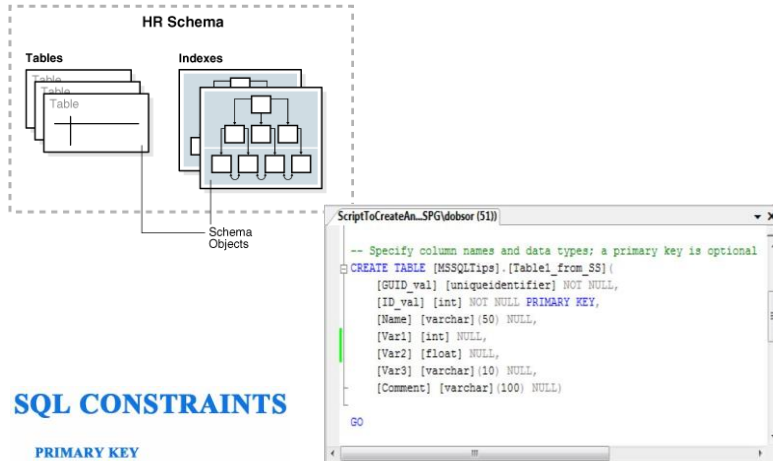 HR Schema
Tables
Indexes
Table
Table
Table
Schema
Objects
ScriptToCreateAn...SPG\dobsor (51))
-- Specify column names and data types; a primary key is optional
CREATE TABLE [MSSQLTips].[Table1_from_SS](
[GUID_val] [uniqueidentifier] NOT NULL,
[ID_val] [int] NOT NULL PRIMARY KEY,
[Name] [varchar](50) NULL,
[Var1] [int] NULL,
[Var2] [float] NULL,
[Var3] [varchar](10) NULL,
[Comment] [varchar](100) NULL)
GO
SQL CONSTRAINTS
PRIMARY KEY